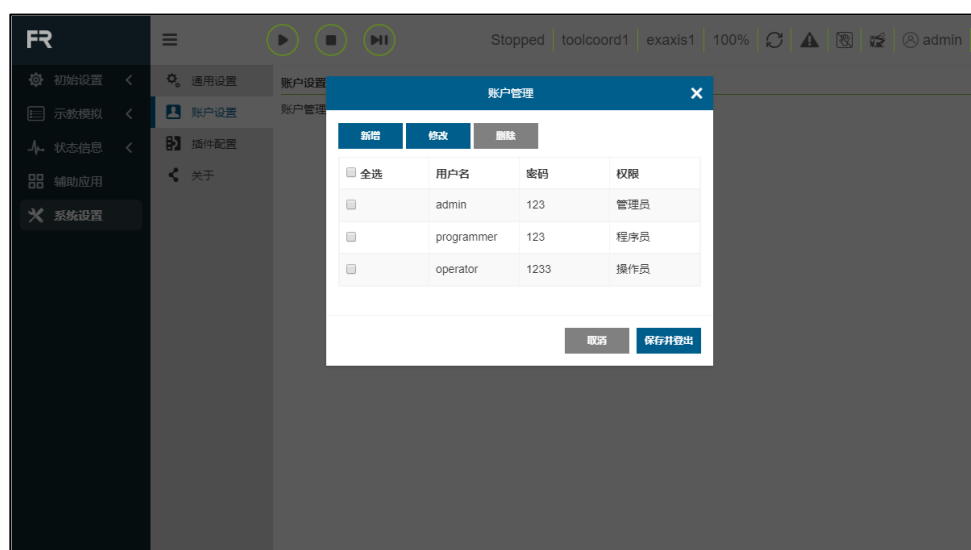 FR
Stopped toolcoord1 exaxis1 100% admin
初始设置
示教模拟
状态信息
辅助应用
系统设置
通用设置
账户设置
插件配置
关于
账户设置
账户管理
账户管理
新增 修改 删除
全选 用户名 密码 权限
admin 123 管理员
programmer 123 程序员
operator 1233 操作员
取消 保存并登出